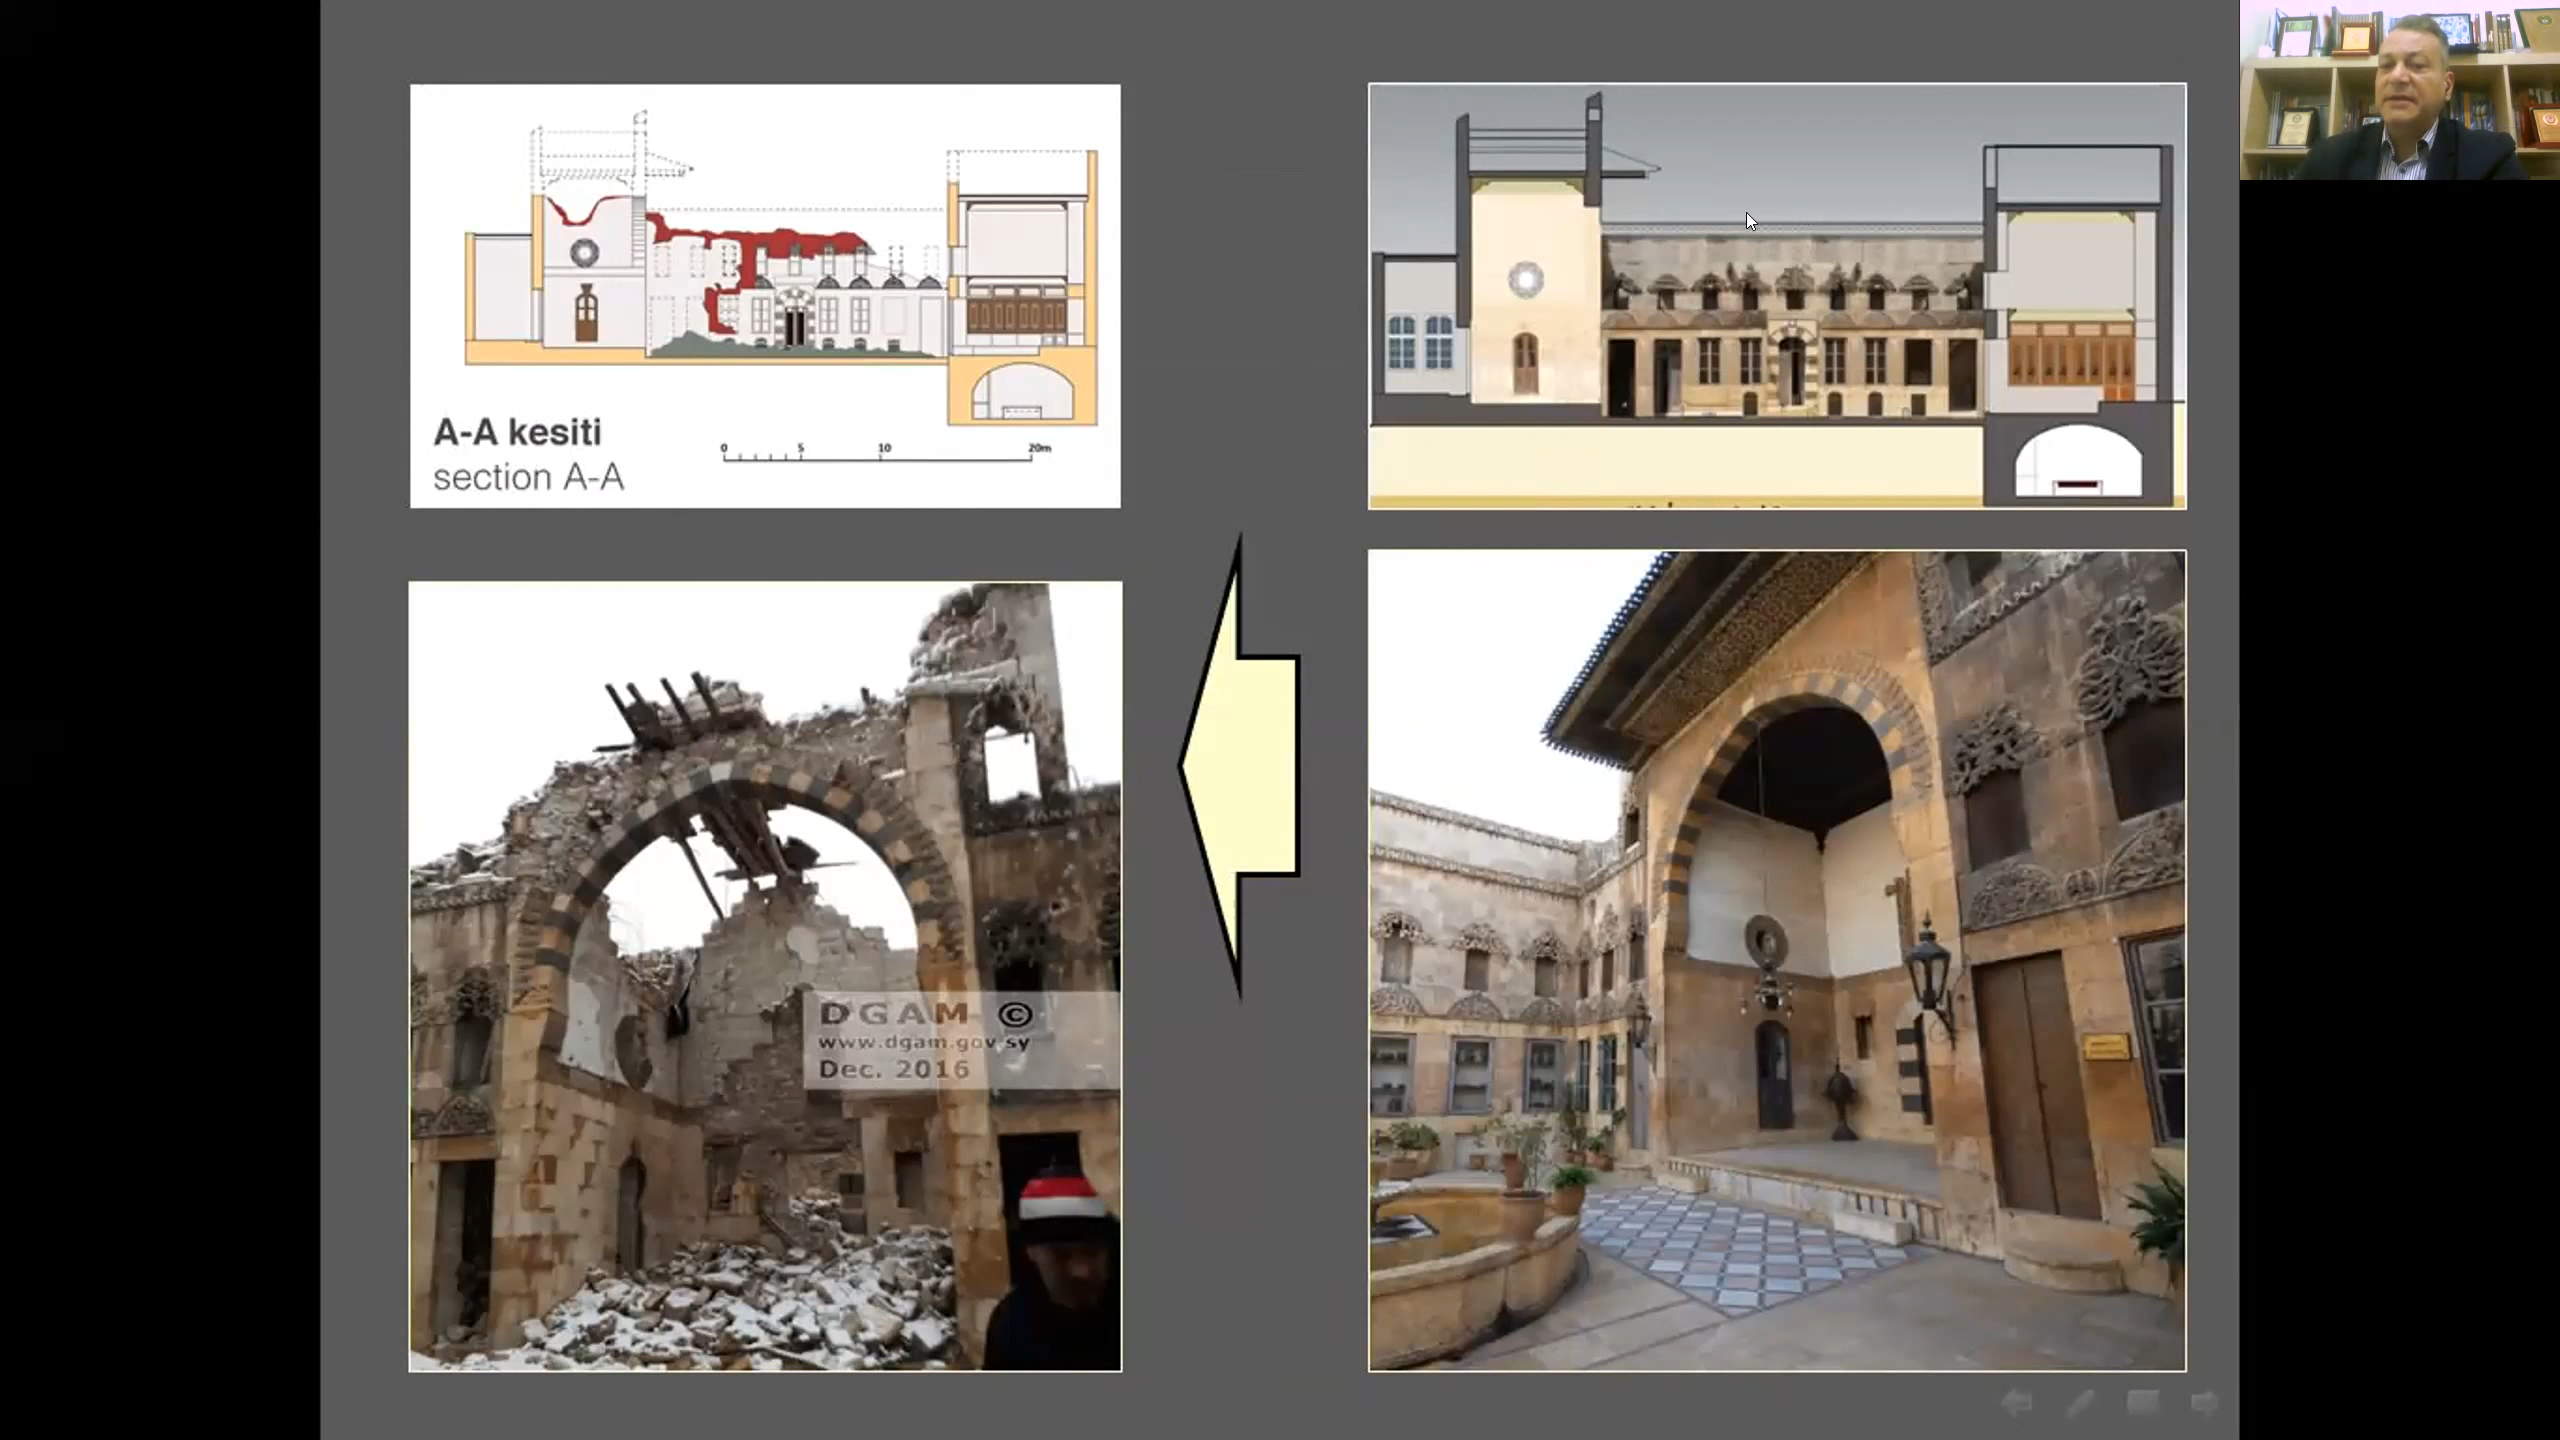 A-A kesiti
section A-A
0 5 10 20m
DGAM ©
www.dgam.gov.sy
Dec. 2016